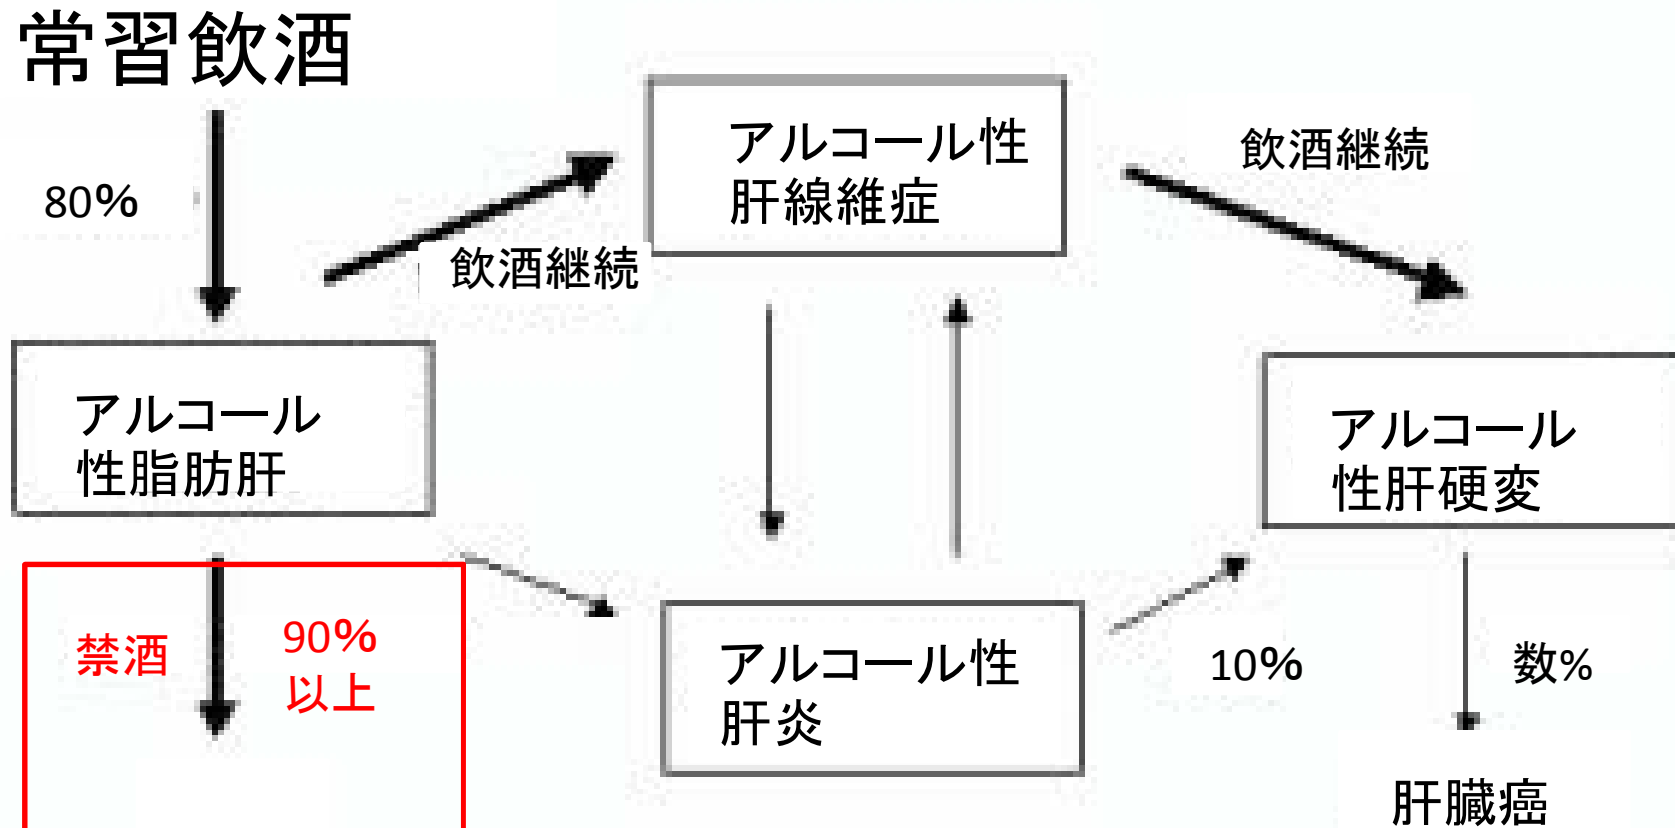 常習飲酒
80%
アルコール性
肝線維症
飲酒継続
飲酒継続
アルコール
性脂肪肝
アルコール
性肝硬変
禁酒
90%
以上
アルコール性
肝炎
10%
数%
肝臓癌